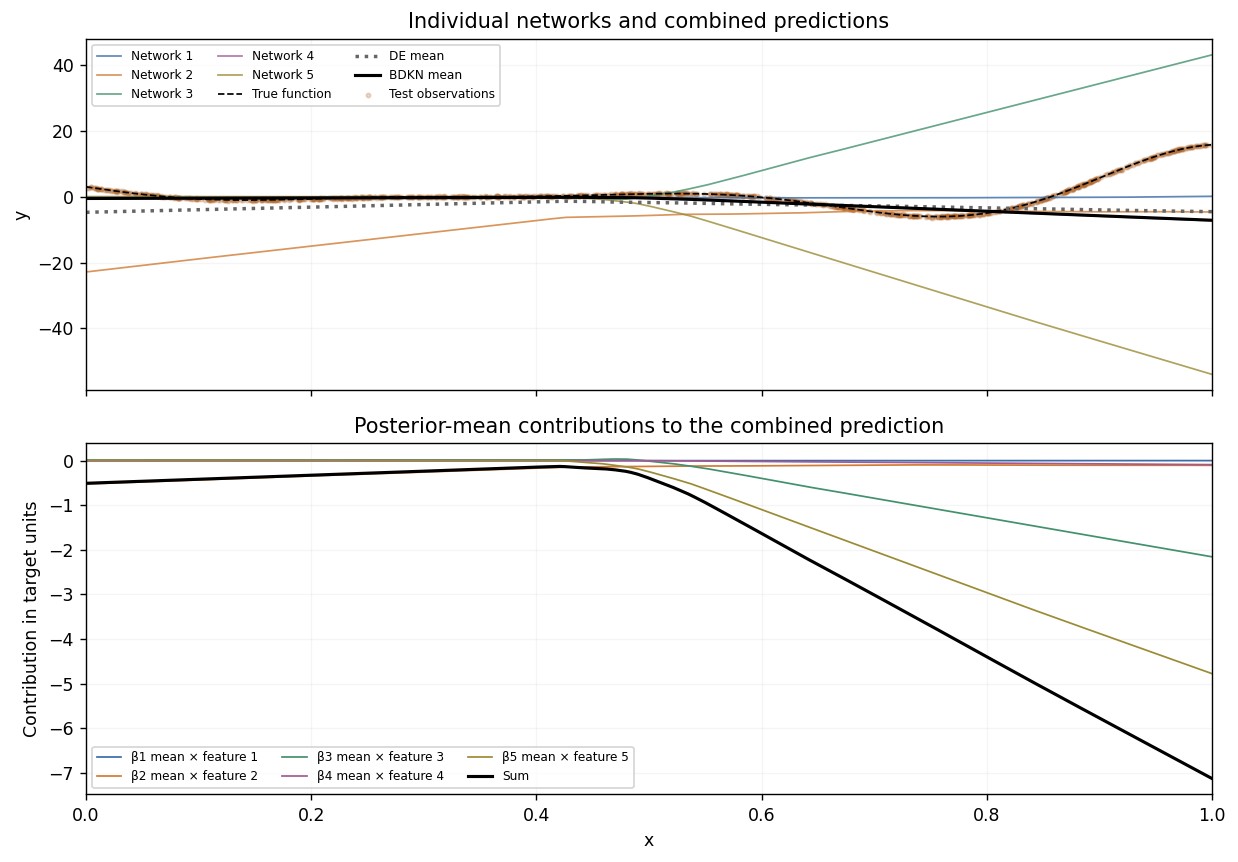 Individual networks and combined predictions
Network 1
Network 2
Network 3
Network 4
Network 5
True function
DE mean
BDKN mean
Test observations
y
40
20
0
−20
−40
Posterior-mean contributions to the combined prediction
Contribution in target units
0
−1
−2
−3
−4
−5
−6
−7
β1 mean × feature 1
β2 mean × feature 2
β3 mean × feature 3
β4 mean × feature 4
β5 mean × feature 5
Sum
0.0 0.2 0.4 0.6 0.8 1.0
x